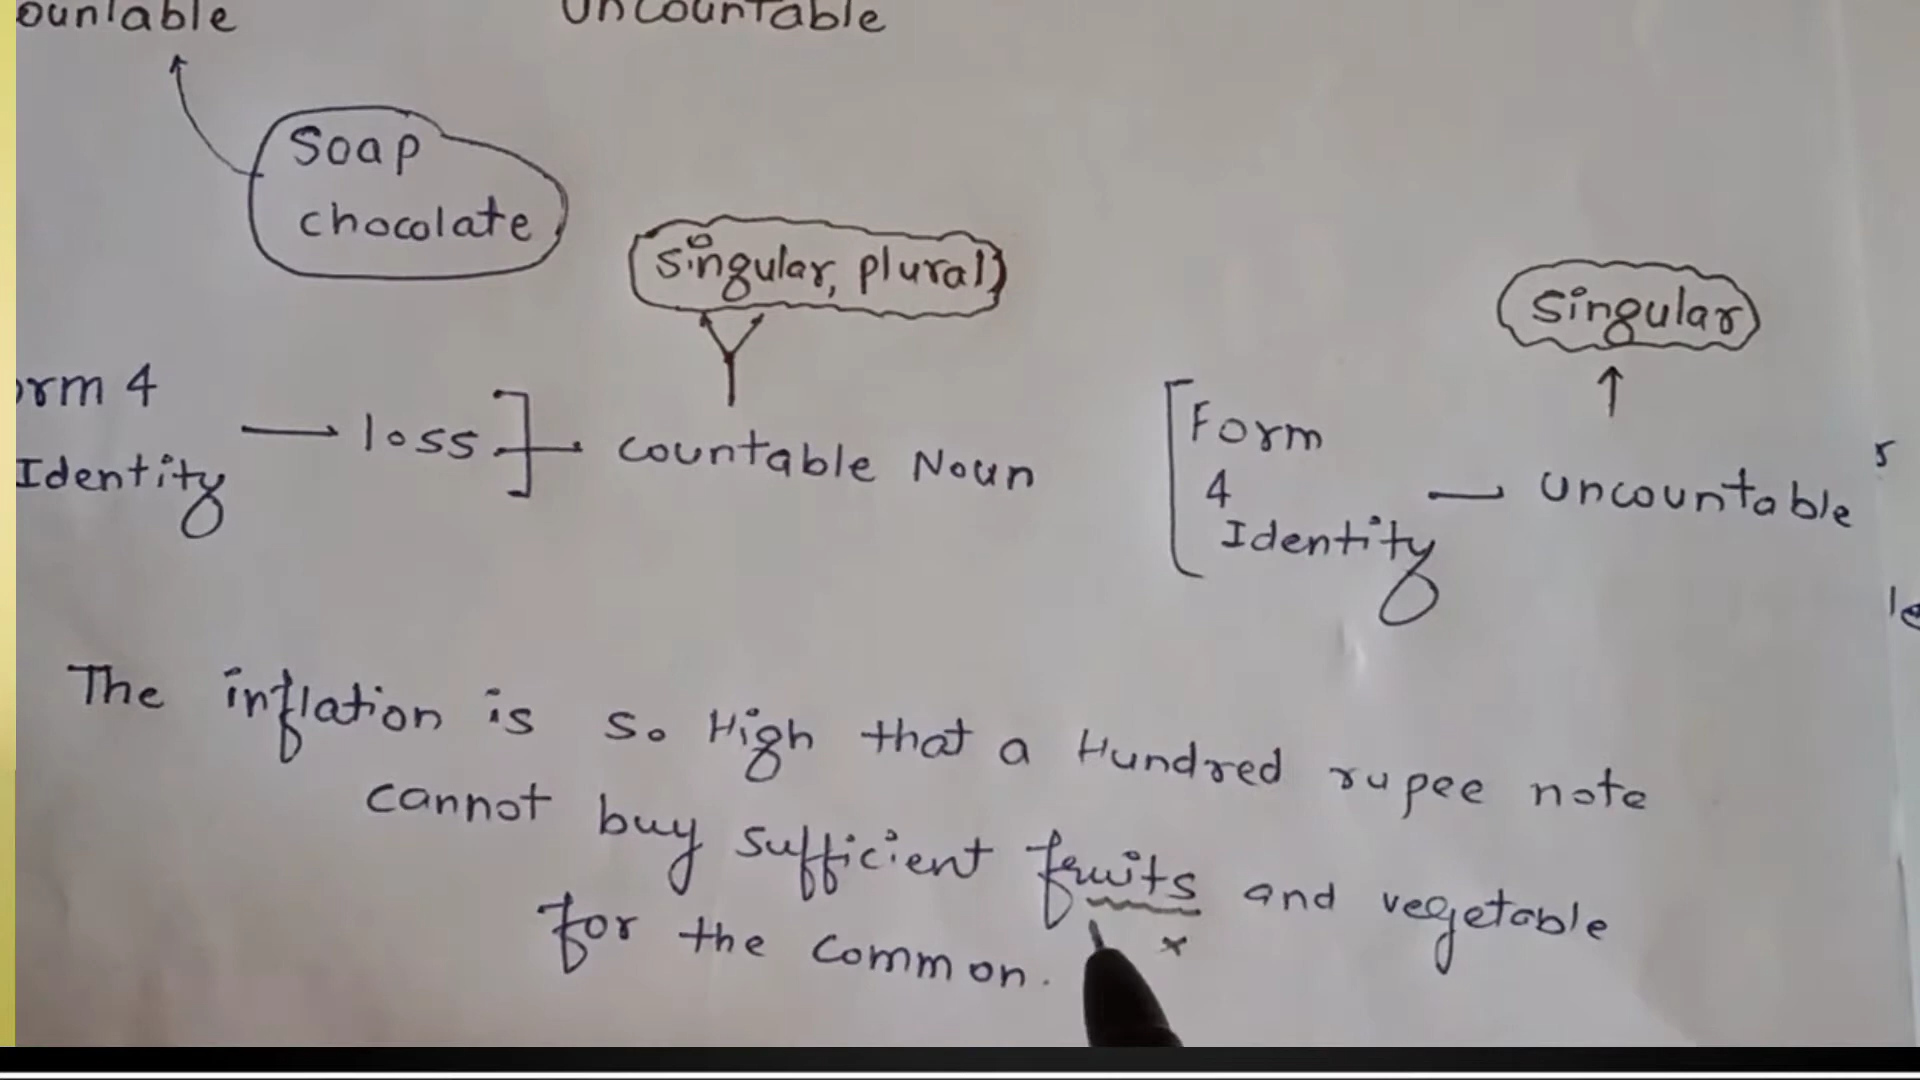 ountable Uncountable
Soap
chocolate
singular, plural
singular
orm 4
Identity
loss
countable Noun
Form
4
Identity
uncountable
The inflation is so High that a Hundred rupee note
cannot buy sufficient fruits and vegetable
x
for the common.